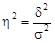 η² = δ²/σ²